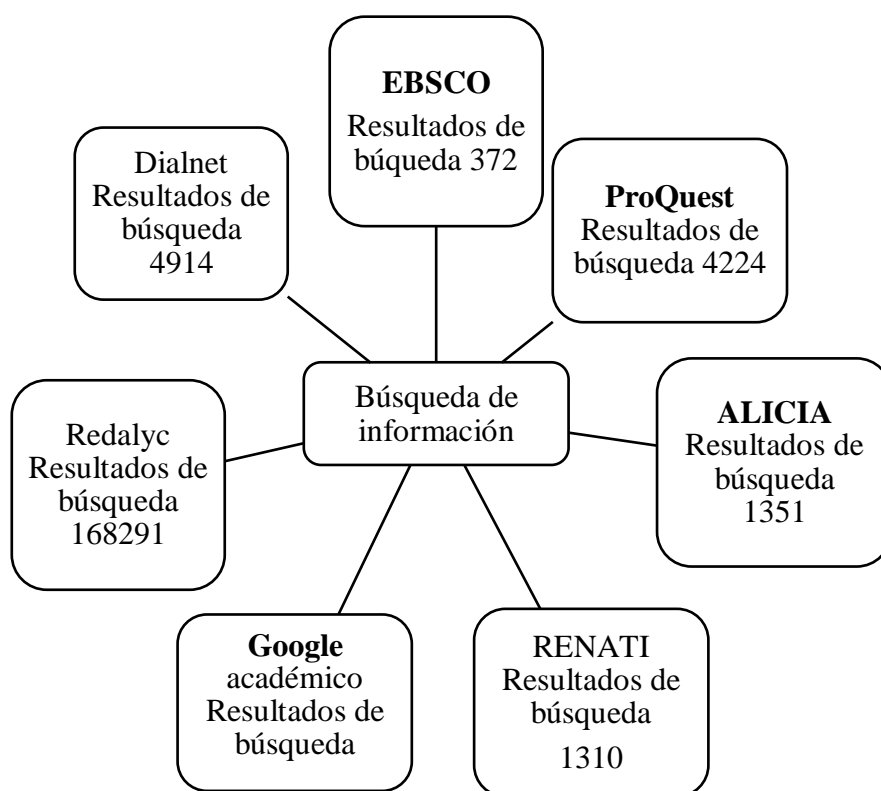 EBSCO
Resultados de
búqueda 372
ProQuest
Resultados de
búsqueda 4224
ALICIA
Resultados de
búsqueda
1351
RENATI
Resultados de
búsqueda
1310
Google
académico
Resultados de
búsqueda
Redalyc
Resultados de
búsqueda
168291
Dialnet
Resultados de
búsqueda
4914
Búsqueda de
información